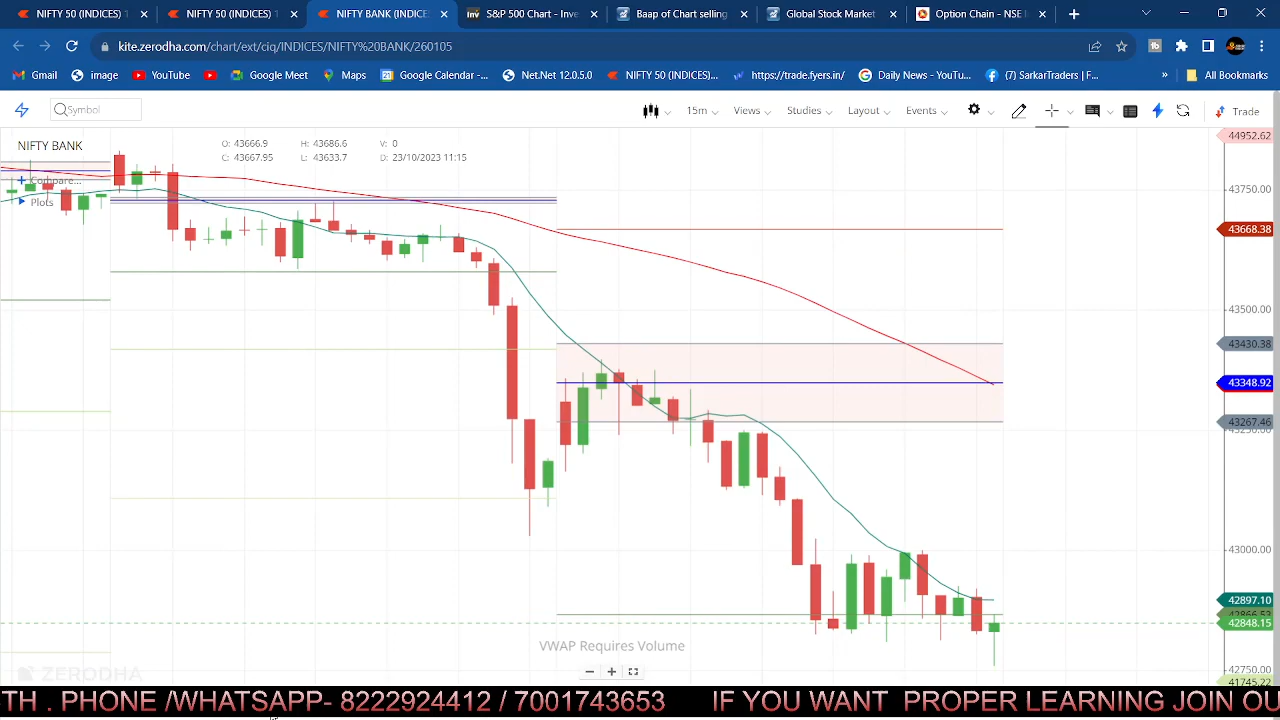 NIFTY 50 (INDICES) 1
NIFTY 50 (INDICES) 1
NIFTY BANK (INDICE
S&P 500 Chart - Inve
Baap of Chart selling
Global Stock Market
Option Chain - NSE I
kite.zerodha.com/chart/ext/ciq/INDICES/NIFTY%20BANK/260105
Gmail
image
YouTube
Google Meet
Maps
Google Calendar -...
Net.Net 12.0.5.0
NIFTY 50 (INDICES)...
https://trade.fyers.in/
Daily News - YouTu...
(7) SarkarTraders | F...
»
All Bookmarks
Symbol
15m
Views
Studies
Layout
Events
Trade
NIFTY BANK
O: 43666.9 H: 43686.6 V: 0
C: 43667.95 L: 43633.7 D: 23/10/2023 11:15
Compare...
Plots
44952.62
43750.00
43668.38
43500.00
43430.38
43348.92
43267.46
43250.00
43000.00
42897.10
42866.53
42848.15
42750.00
41745.22
VWAP Requires Volume
ZERODHA
TH . PHONE /WHATSAPP- 8222924412 / 7001743653 IF YOU WANT PROPER LEARNING JOIN OU